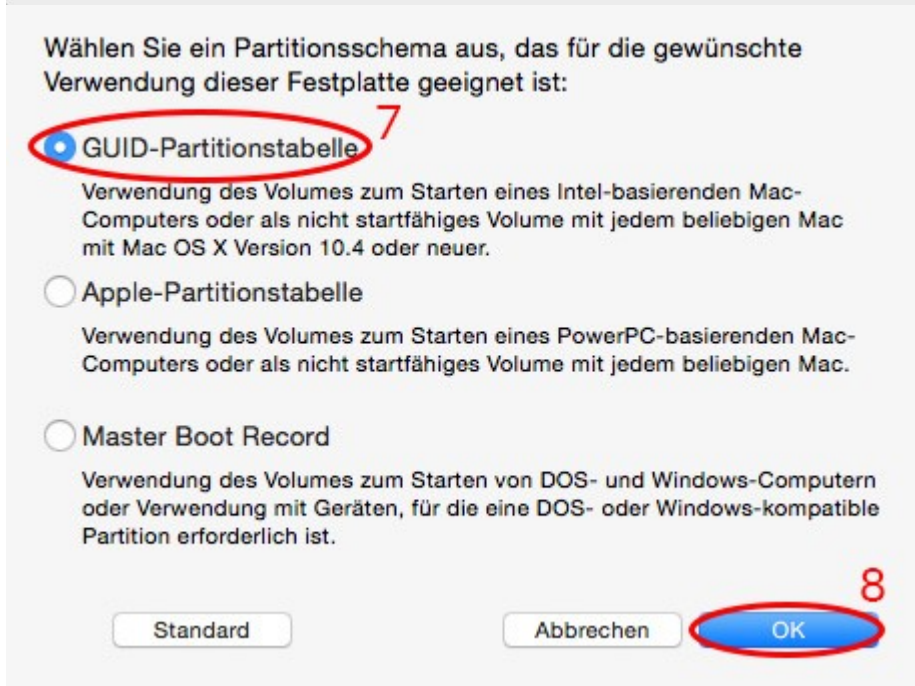 Wählen Sie ein Partitionsschema aus, das für die gewünschte
Verwendung dieser Festplatte geeignet ist:
7
GUID-Partitionstabelle
Verwendung des Volumes zum Starten eines Intel-basierenden Mac-
Computers oder als nicht startfähiges Volume mit jedem beliebigen Mac
mit Mac OS X Version 10.4 oder neuer.
Apple-Partitionstabelle
Verwendung des Volumes zum Starten eines PowerPC-basierenden Mac-
Computers oder als nicht startfähiges Volume mit jedem beliebigen Mac.
Master Boot Record
Verwendung des Volumes zum Starten von DOS- und Windows-Computern
oder Verwendung mit Geräten, für die eine DOS- oder Windows-kompatible
Partition erforderlich ist.
8
Standard Abbrechen OK